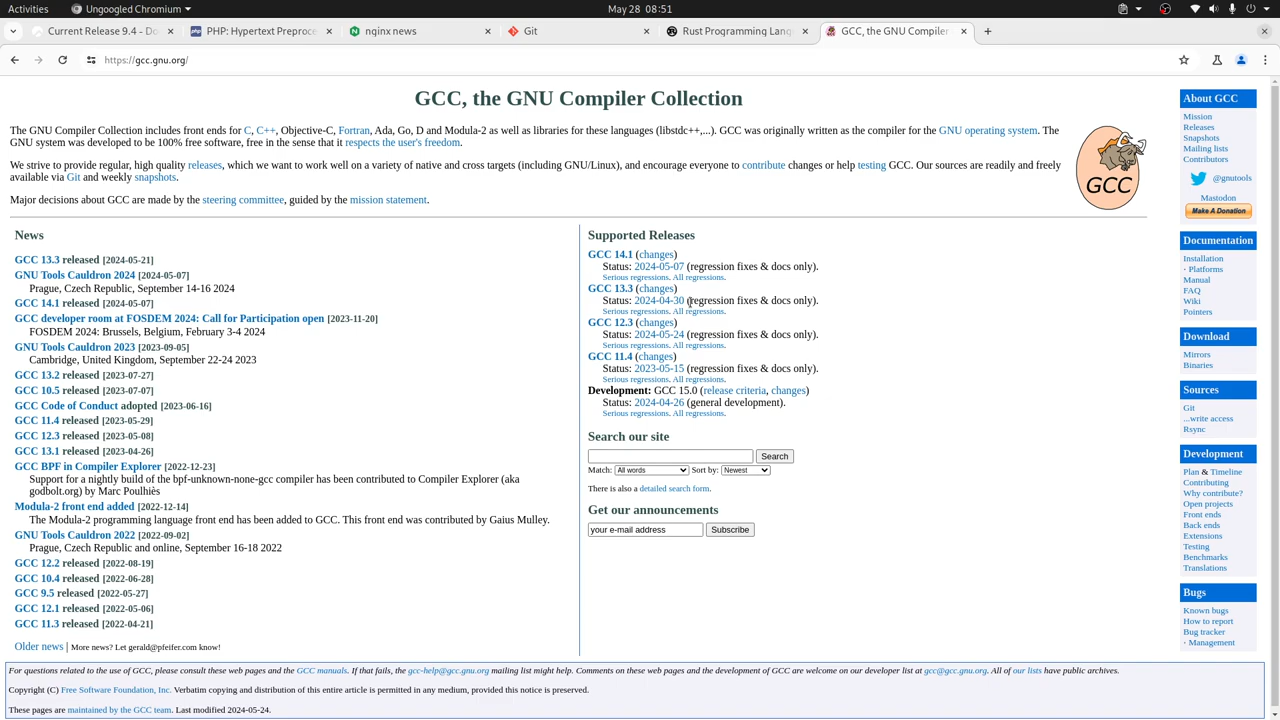 Activities
Ungoogled Chromium
May 28 08:51
Current Release 9.4 - Do
PHP: Hypertext Preproce
nginx news
Git
Rust Programming Lang
GCC, the GNU Compiler
https://gcc.gnu.org/
GCC, the GNU Compiler Collection
The GNU Compiler Collection includes front ends for C, C++, Objective-C, Fortran, Ada, Go, D and Modula-2 as well as libraries for these languages (libstdc++,...). GCC was originally written as the compiler for the GNU operating system. The
GNU system was developed to be 100% free software, free in the sense that it respects the user's freedom.
We strive to provide regular, high quality releases, which we want to work well on a variety of native and cross targets (including GNU/Linux), and encourage everyone to contribute changes or help testing GCC. Our sources are readily and freely
available via Git and weekly snapshots.
Major decisions about GCC are made by the steering committee, guided by the mission statement.
GCC
News
GCC 13.3 released [2024-05-21]
GNU Tools Cauldron 2024 [2024-05-07]
Prague, Czech Republic, September 14-16 2024
GCC 14.1 released [2024-05-07]
GCC developer room at FOSDEM 2024: Call for Participation open [2023-11-20]
FOSDEM 2024: Brussels, Belgium, February 3-4 2024
GNU Tools Cauldron 2023 [2023-09-05]
Cambridge, United Kingdom, September 22-24 2023
GCC 13.2 released [2023-07-27]
GCC 10.5 released [2023-07-07]
GCC Code of Conduct adopted [2023-06-16]
GCC 11.4 released [2023-05-29]
GCC 12.3 released [2023-05-08]
GCC 13.1 released [2023-04-26]
GCC BPF in Compiler Explorer [2022-12-23]
Support for a nightly build of the bpf-unknown-none-gcc compiler has been contributed to Compiler Explorer (aka
godbolt.org) by Marc Poulhiès
Modula-2 front end added [2022-12-14]
The Modula-2 programming language front end has been added to GCC. This front end was contributed by Gaius Mulley.
GNU Tools Cauldron 2022 [2022-09-02]
Prague, Czech Republic and online, September 16-18 2022
GCC 12.2 released [2022-08-19]
GCC 10.4 released [2022-06-28]
GCC 9.5 released [2022-05-27]
GCC 12.1 released [2022-05-06]
GCC 11.3 released [2022-04-21]
Older news | More news? Let gerald@pfeifer.com know!
Supported Releases
GCC 14.1 (changes)
Status: 2024-05-07 (regression fixes & docs only).
Serious regressions. All regressions.
GCC 13.3 (changes)
Status: 2024-04-30 (regression fixes & docs only).
Serious regressions. All regressions.
GCC 12.3 (changes)
Status: 2024-05-24 (regression fixes & docs only).
Serious regressions. All regressions.
GCC 11.4 (changes)
Status: 2023-05-15 (regression fixes & docs only).
Serious regressions. All regressions.
Development: GCC 15.0 (release criteria, changes)
Status: 2024-04-26 (general development).
Serious regressions. All regressions.
Search our site
Search
Match: All words Sort by: Newest
There is also a detailed search form.
Get our announcements
your e-mail address Subscribe
About GCC
Mission
Releases
Snapshots
Mailing lists
Contributors
@gnutools
Mastodon
Make A Donation
Documentation
Installation
· Platforms
Manual
FAQ
Wiki
Pointers
Download
Mirrors
Binaries
Sources
Git
...write access
Rsync
Development
Plan & Timeline
Contributing
Why contribute?
Open projects
Front ends
Back ends
Extensions
Testing
Benchmarks
Translations
Bugs
Known bugs
How to report
Bug tracker
· Management
For questions related to the use of GCC, please consult these web pages and the GCC manuals. If that fails, the gcc-help@gcc.gnu.org mailing list might help. Comments on these web pages and the development of GCC are welcome on our developer list at gcc@gcc.gnu.org. All of our lists have public archives.
Copyright (C) Free Software Foundation, Inc. Verbatim copying and distribution of this entire article is permitted in any medium, provided this notice is preserved.
These pages are maintained by the GCC team. Last modified 2024-05-24.